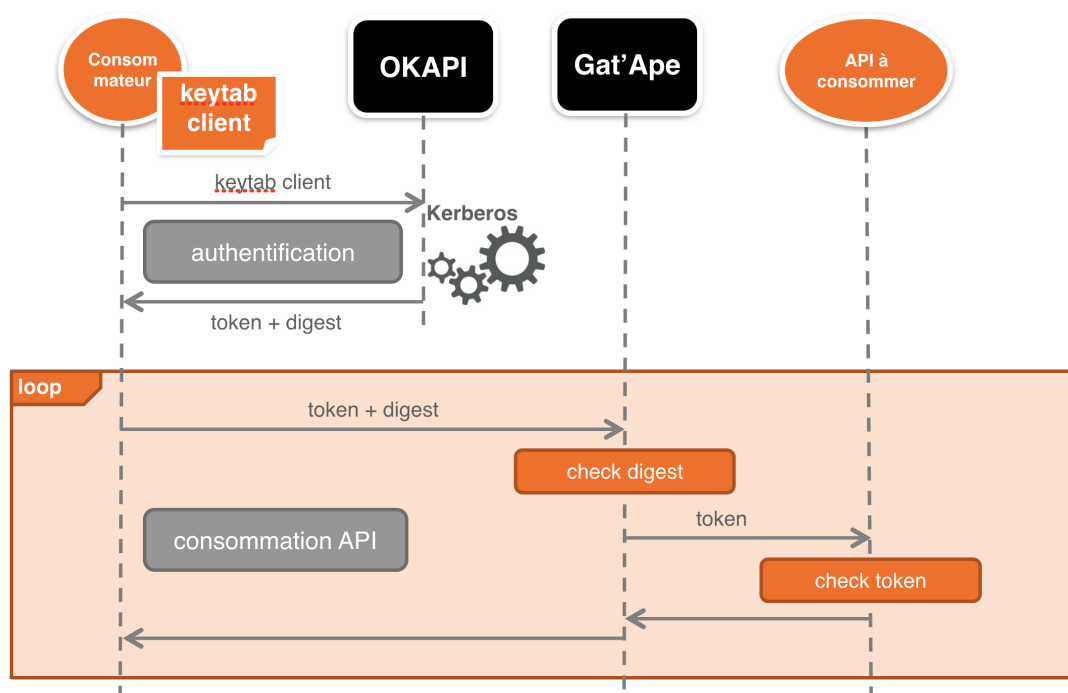 Consom
mateur
keytab
client
OKAPI
Gat’Ape
API à
consommer
keytab client
Kerberos
authentification
token + digest
loop
token + digest
check digest
token
consommation API
check token